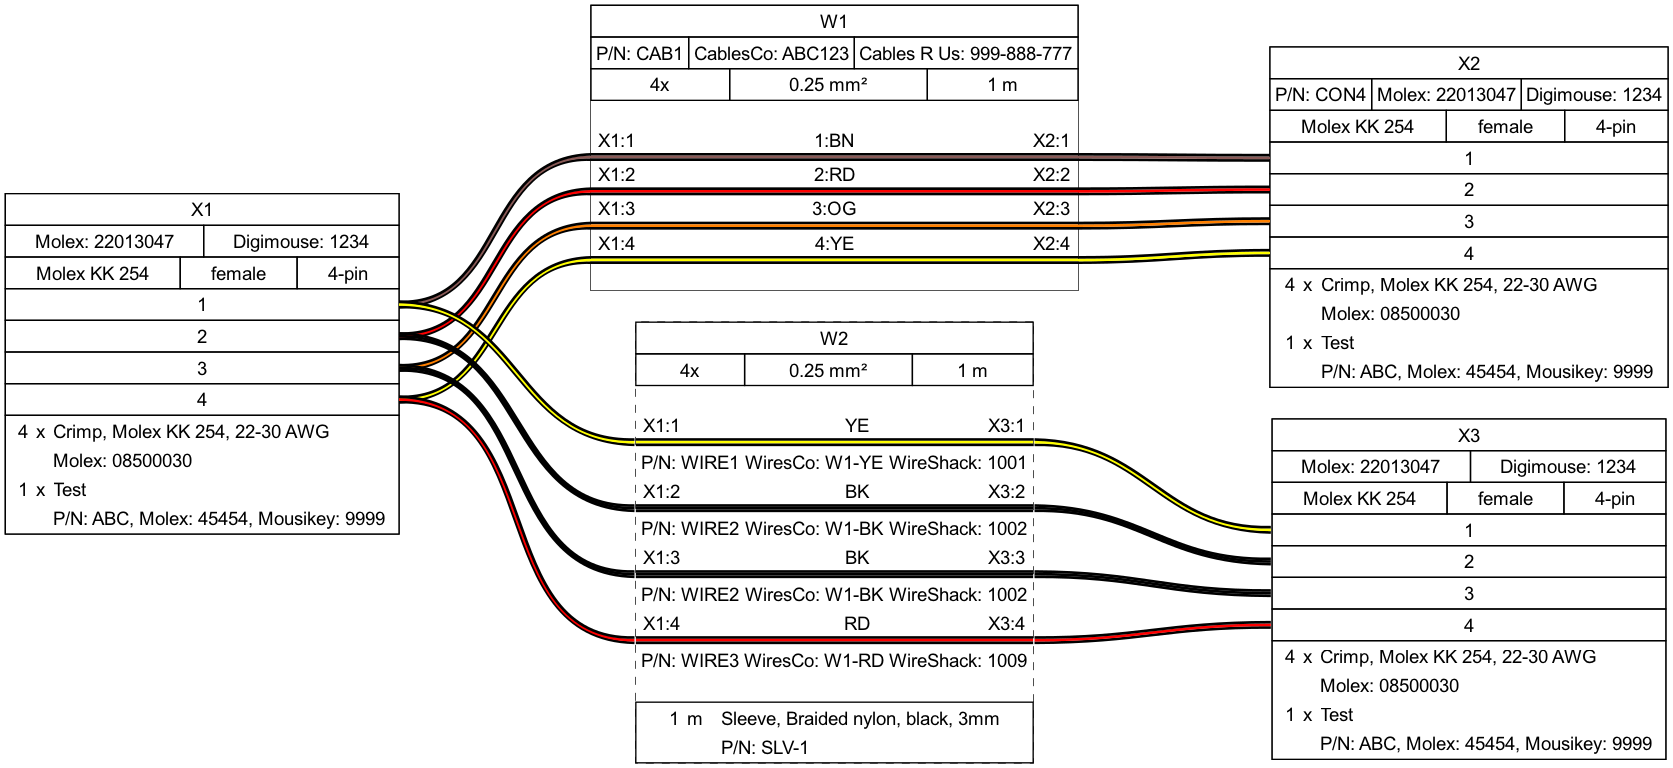 X1
Molex: 22013047 Digimouse: 1234
Molex KK 254 female 4-pin
1
2
3
4
4 x Crimp, Molex KK 254, 22-30 AWG
Molex: 08500030
1 x Test
P/N: ABC, Molex: 45454, Mousikey: 9999
W1
P/N: CAB1 CablesCo: ABC123 Cables R Us: 999-888-777
4x 0.25 mm² 1 m
X1:1 1:BN X2:1
X1:2 2:RD X2:2
X1:3 3:OG X2:3
X1:4 4:YE X2:4
W2
4x 0.25 mm² 1 m
X1:1 YE X3:1
P/N: WIRE1 WiresCo: W1-YE WireShack: 1001
X1:2 BK X3:2
P/N: WIRE2 WiresCo: W1-BK WireShack: 1002
X1:3 BK X3:3
P/N: WIRE2 WiresCo: W1-BK WireShack: 1002
X1:4 RD X3:4
P/N: WIRE3 WiresCo: W1-RD WireShack: 1009
1 m Sleeve, Braided nylon, black, 3mm
P/N: SLV-1
X2
P/N: CON4 Molex: 22013047 Digimouse: 1234
Molex KK 254 female 4-pin
1
2
3
4
4 x Crimp, Molex KK 254, 22-30 AWG
Molex: 08500030
1 x Test
P/N: ABC, Molex: 45454, Mousikey: 9999
X3
Molex: 22013047 Digimouse: 1234
Molex KK 254 female 4-pin
1
2
3
4
4 x Crimp, Molex KK 254, 22-30 AWG
Molex: 08500030
1 x Test
P/N: ABC, Molex: 45454, Mousikey: 9999